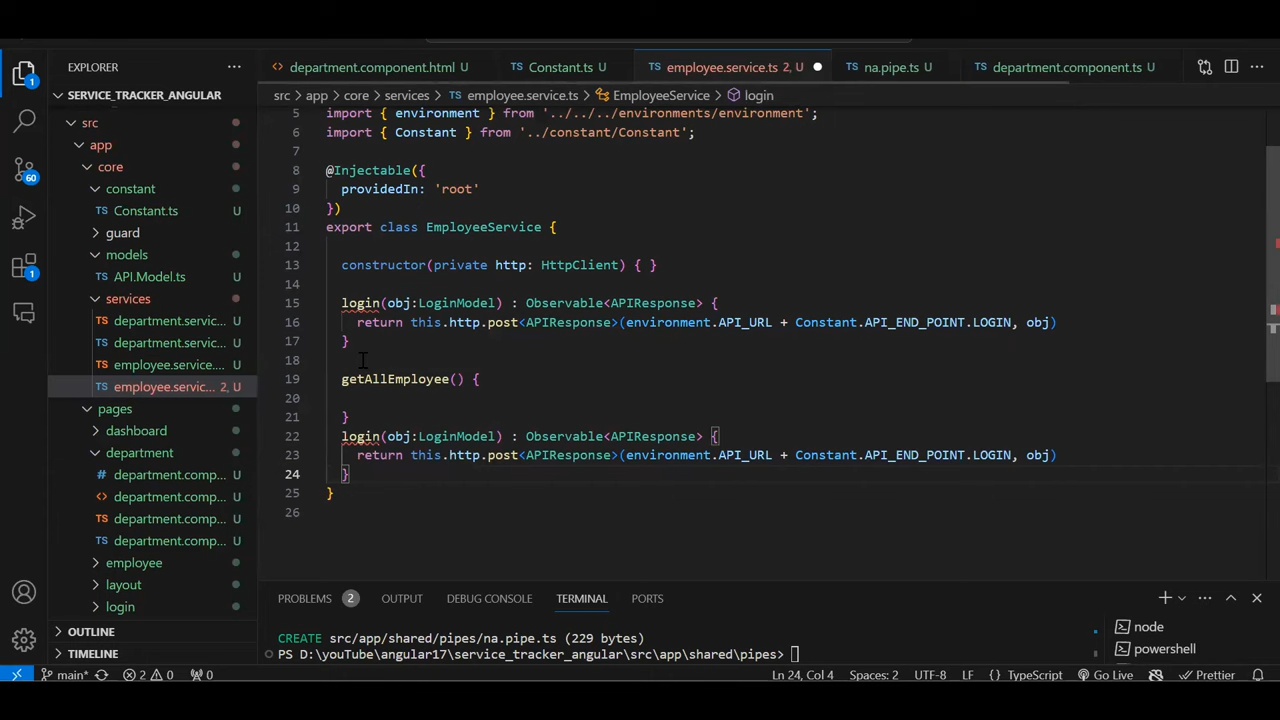 EXPLORER
department.component.html
Constant.ts
employee.service.ts 2, U
na.pipe.ts
department.component.ts
1
src > app > core > services > employee.service.ts > EmployeeService > login
SERVICE_TRACKER_ANGULAR
src
app
core
constant
Constant.ts U
guard
models
API.Model.ts U
services
department.servic... U
department.servic... U
employee.service.... U
employee.servic... 2, U
pages
dashboard
department
department.comp... U
department.comp... U
department.comp... U
department.comp... U
employee
layout
login
OUTLINE
TIMELINE
60
1
5 import { environment } from '../../../environments/environment';
6 import { Constant } from '../constant/Constant';
7
8 @Injectable({
9 providedIn: 'root'
10 })
11 export class EmployeeService {
12
13 constructor(private http: HttpClient) { }
14
15 login(obj:LoginModel) : Observable<APIResponse> {
16 return this.http.post<APIResponse>(environment.API_URL + Constant.API_END_POINT.LOGIN, obj)
17 }
18
19 getAllEmployee() {
20
21 }
22 login(obj:LoginModel) : Observable<APIResponse> {
23 return this.http.post<APIResponse>(environment.API_URL + Constant.API_END_POINT.LOGIN, obj)
24 }
25 }
26
PROBLEMS 2 OUTPUT DEBUG CONSOLE TERMINAL PORTS
CREATE src/app/shared/pipes/na.pipe.ts (229 bytes)
PS D:\youTube\angular17\service_tracker_angular\src\app\shared\pipes>
node
powershell
main* 2 0 0 Ln 24, Col 4 Spaces: 2 UTF-8 LF {} TypeScript Go Live Prettier